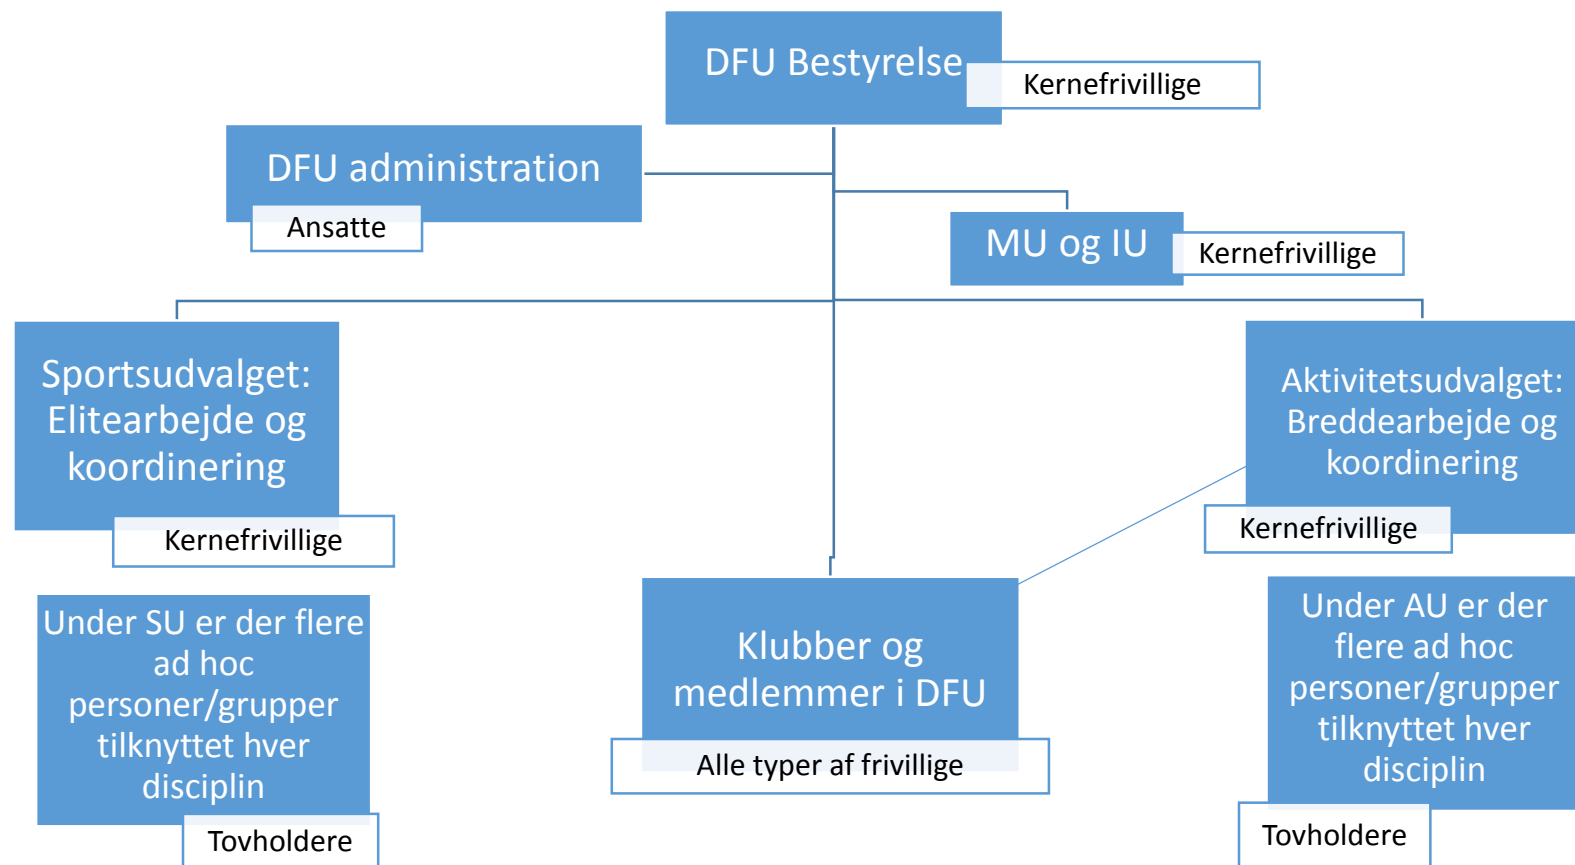 DFU Bestyrelse
Kernefrivillige
DFU administration
Ansatte
MU og IU
Kernefrivillige
Sportsudvalget:
Elitearbejde og
koordinering
Kernefrivillige
Aktivitetsudvalget:
Breddearbejde og
koordinering
Kernefrivillige
Under SU er der flere
ad hoc
personer/grupper
tilknyttet hver
disciplin
Tovholdere
Klubber og
medlemmer i DFU
Alle typer af frivillige
Under AU er der
flere ad hoc
personer/grupper
tilknyttet hver
disciplin
Tovholdere